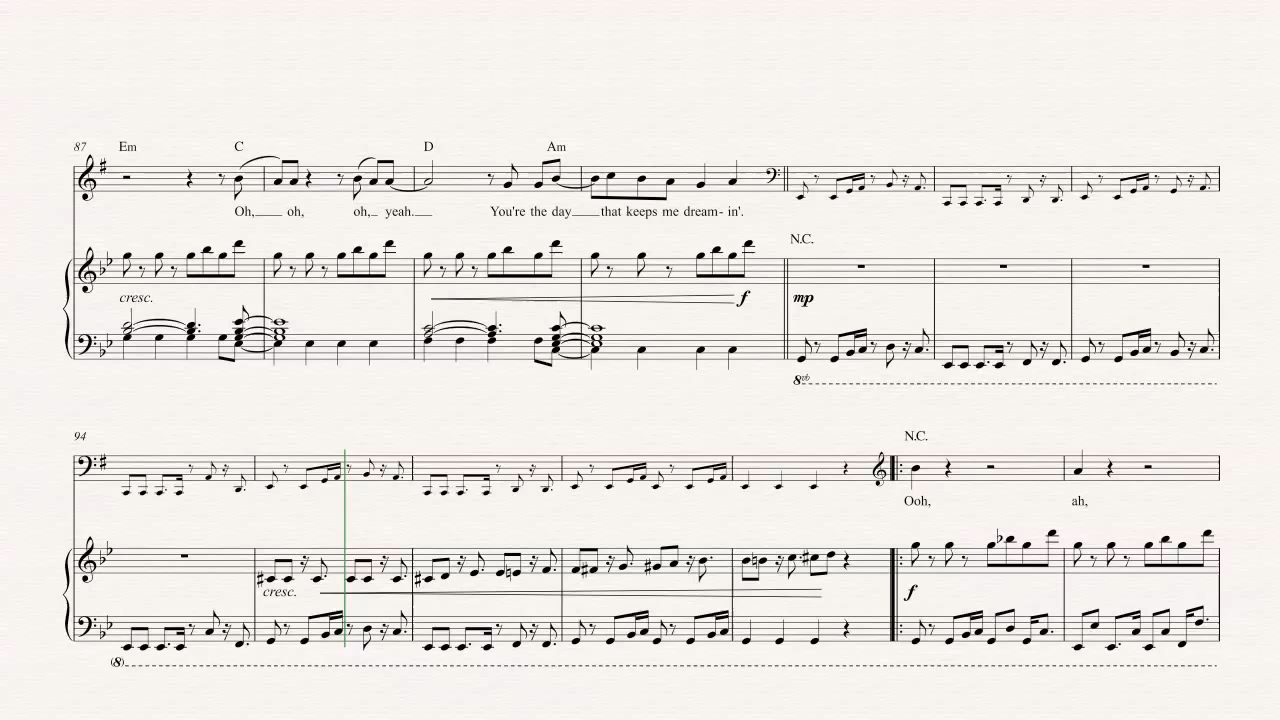 87 Em C D Am
Oh, oh, oh, yeah. You're the day that keeps me dream- in'.
N.C.
cresc. f mp
8vb
94 N.C.
Ooh, ah,
cresc. f
(8)